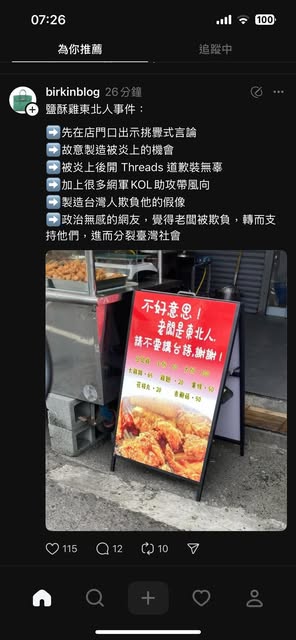 07:26
100
為你推薦
追蹤中
birkinblog 26分鐘
鹽酥雞東北人事件：
➡️先在店門口出示挑釁式言論
➡️故意製造被炎上的機會
➡️被炎上後開 Threads 道歉裝無辜
➡️加上很多網軍KOL助攻帶風向
➡️製造台灣人欺負他的假像
➡️政治無感的網友，覺得老闆被欺負，轉而支
持他們，進而分裂臺灣社會
不好意思！
老闆是東北人，
請不要講台語，謝謝！
115
12
10